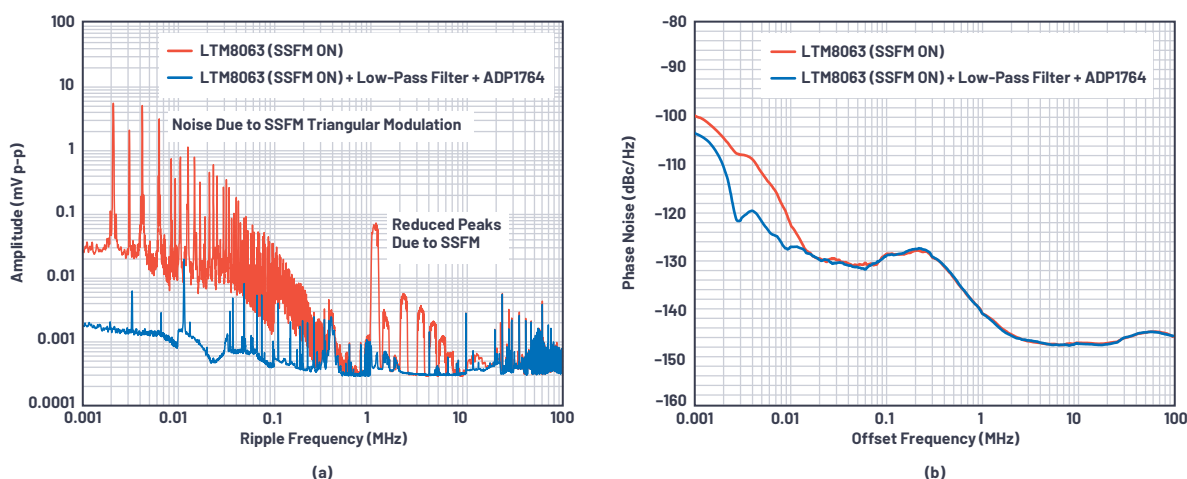 100
10
1
0.1
0.01
0.001
0.0001
Amplitude (mV p–p)
LTM8063 (SSFM ON)
LTM8063 (SSFM ON) + Low-Pass Filter + ADP1764
Noise Due to SSFM Triangular Modulation
Reduced Peaks
Due to SSFM
0.001 0.01 0.1 1 10 100
Ripple Frequency (MHz)
(a)
–80
–90
–100
–110
–120
–130
–140
–150
–160
Phase Noise (dBc/Hz)
LTM8063 (SSFM ON)
LTM8063 (SSFM ON) + Low-Pass Filter + ADP1764
0.001 0.01 0.1 1 10 100
Offset Frequency (MHz)
(b)